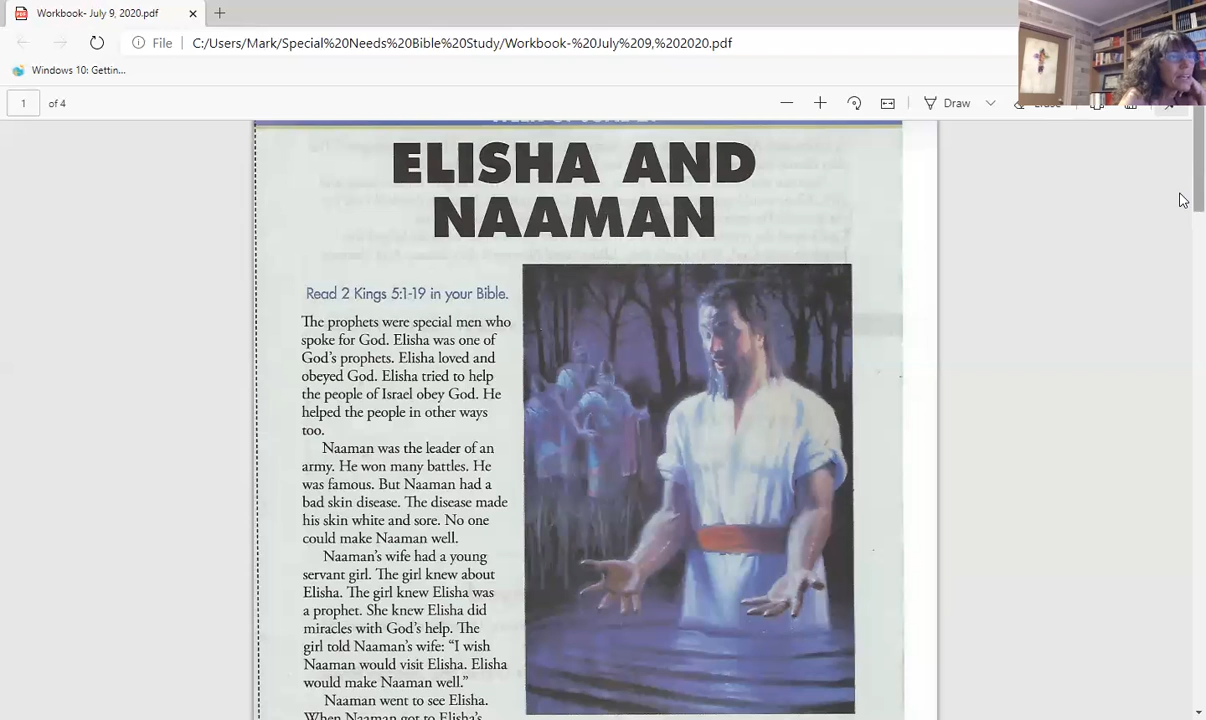 Workbook- July 9, 2020.pdf
File
C:/Users/Mark/Special%20Needs%20Bible%20Study/Workbook-%20July%209,%202020.pdf
Windows 10: Gettin...
1 of 4
Draw
ELISHA AND
NAAMAN
Read 2 Kings 5:1-19 in your Bible.
The prophets were special men who
spoke for God. Elisha was one of
God's prophets. Elisha loved and
obeyed God. Elisha tried to help
the people of Israel obey God. He
helped the people in other ways
too.
Naaman was the leader of an
army. He won many battles. He
was famous. But Naaman had a
bad skin disease. The disease made
his skin white and sore. No one
could make Naaman well.
Naaman's wife had a young
servant girl. The girl knew about
Elisha. The girl knew Elisha was
a prophet. She knew Elisha did
miracles with God's help. The
girl told Naaman's wife: “I wish
Naaman would visit Elisha. Elisha
would make Naaman well.”
Naaman went to see Elisha.
When Naaman got to Elisha's